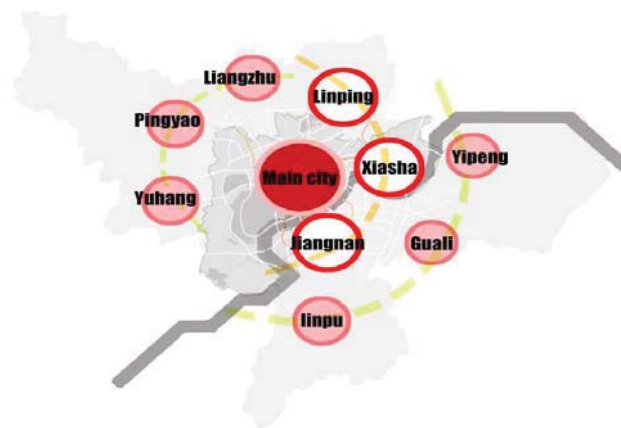 Liangzhu
Linping
Pingyao
Yipeng
Xiasha
Main city
Yuhang
Jiangnan
Guali
linpu